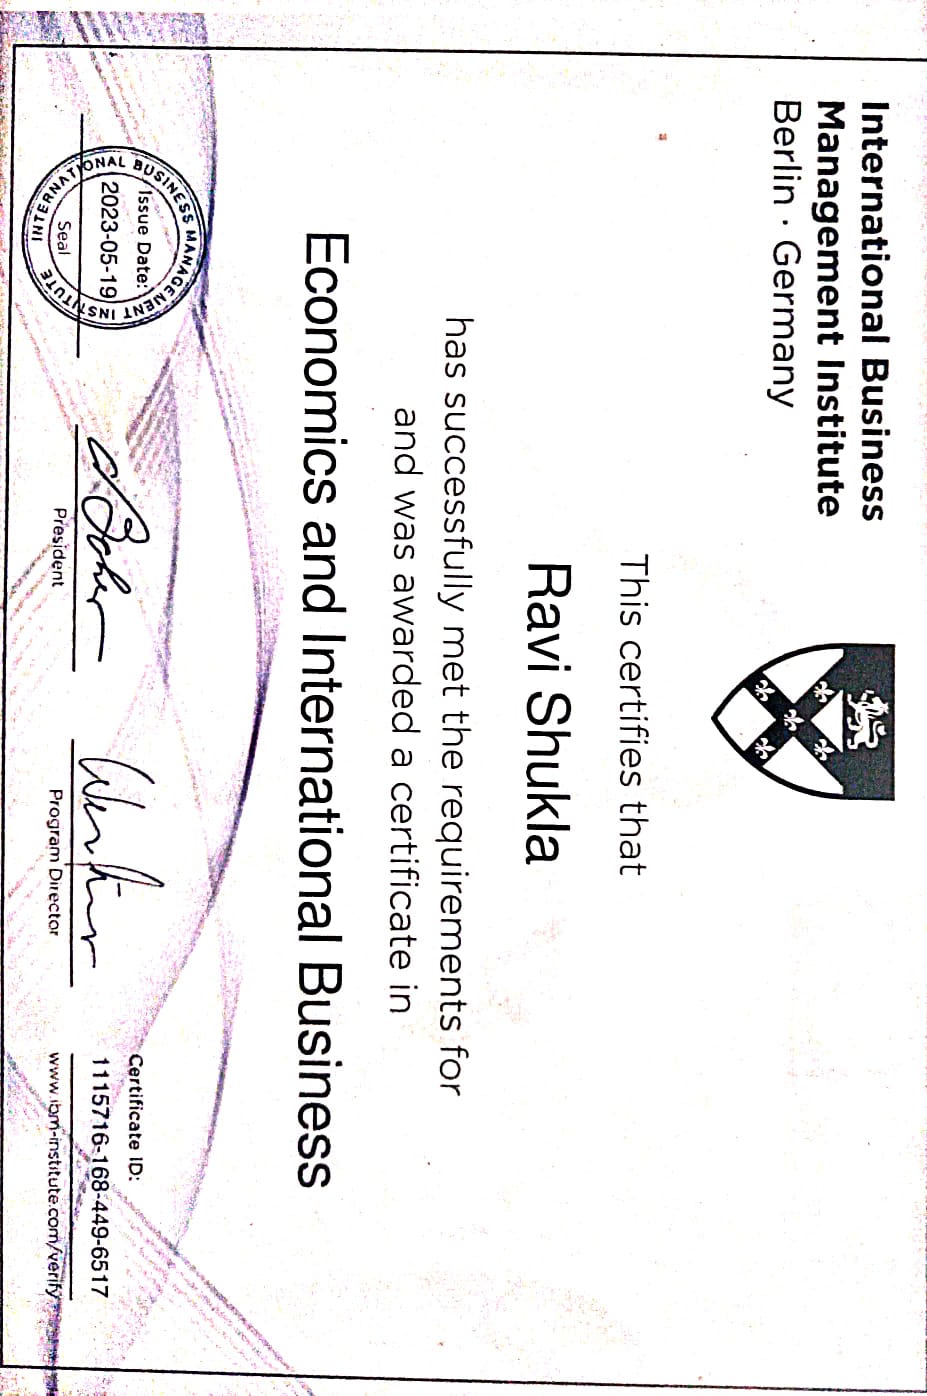 International Business
Management Institute
Berlin · Germany
This certifies that
Ravi Shukla
has successfully met the requirements for
and was awarded a certificate in
Economics and International Business
INTERNATIONAL BUSINESS MANAGEMENT INSTITUTE
Issue Date:
2023-05-19
Seal
President
Program Director
Certificate ID:
1115716-168-449-6517
www.ibm-institute.com/verify